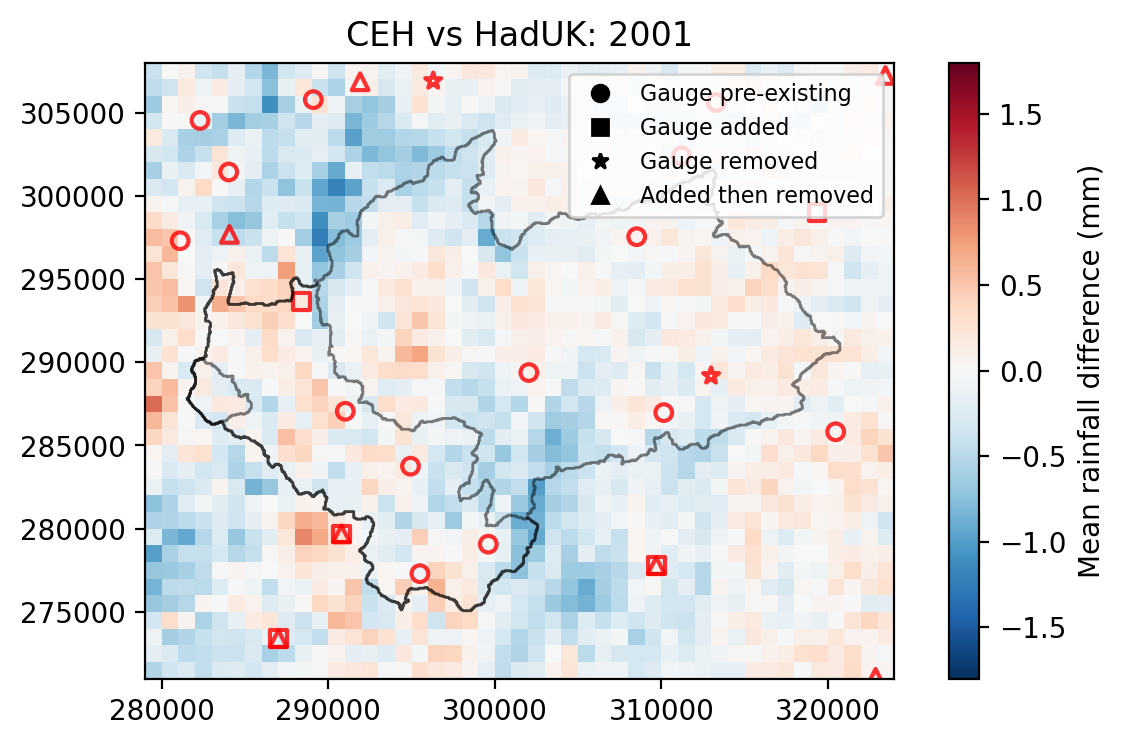 CEH vs HadUK: 2001
Gauge pre-existing
Gauge added
Gauge removed
Added then removed
305000
300000
295000
290000
285000
280000
275000
280000 290000 300000 310000 320000
1.5
1.0
0.5
0.0
−0.5
−1.0
−1.5
Mean rainfall difference (mm)